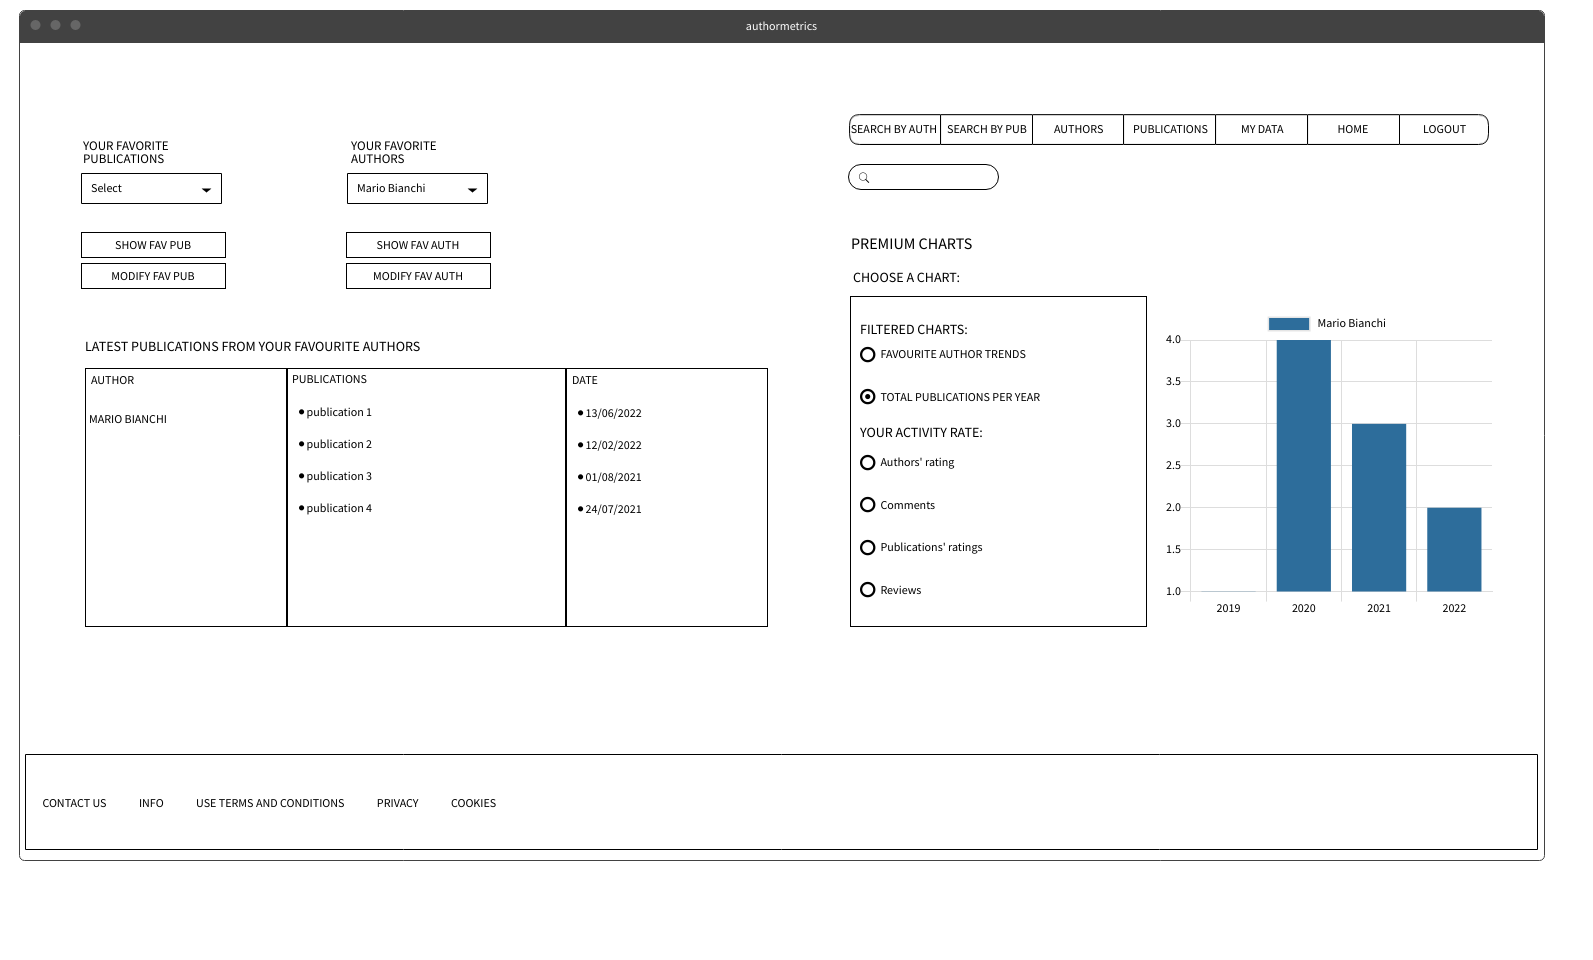 authormetrics
SEARCH BY AUTH
SEARCH BY PUB
AUTHORS
PUBLICATIONS
MY DATA
HOME
LOGOUT
YOUR FAVORITE
PUBLICATIONS
Select
SHOW FAV PUB
MODIFY FAV PUB
YOUR FAVORITE
AUTHORS
Mario Bianchi
SHOW FAV AUTH
MODIFY FAV AUTH
LATEST PUBLICATIONS FROM YOUR FAVOURITE AUTHORS
AUTHOR
MARIO BIANCHI
PUBLICATIONS
publication 1
publication 2
publication 3
publication 4
DATE
13/06/2022
12/02/2022
01/08/2021
24/07/2021
PREMIUM CHARTS
CHOOSE A CHART:
FILTERED CHARTS:
FAVOURITE AUTHOR TRENDS
TOTAL PUBLICATIONS PER YEAR
YOUR ACTIVITY RATE:
Authors' rating
Comments
Publications' ratings
Reviews
Mario Bianchi
4.0
3.5
3.0
2.5
2.0
1.5
1.0
2019
2020
2021
2022
CONTACT US
INFO
USE TERMS AND CONDITIONS
PRIVACY
COOKIES